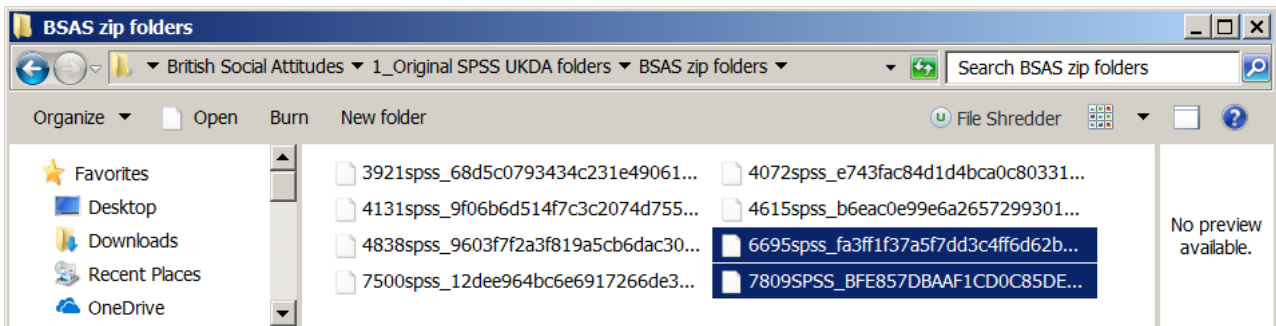 BSAS zip folders
British Social Attitudes 1_Original SPSS UKDA folders BSAS zip folders Search BSAS zip folders
Organize Open Burn New folder File Shredder
Favorites
Desktop
Downloads
Recent Places
OneDrive
3921spss_68d5c0793434c231e49061... 4072spss_e743fac84d1d4bca0c80331...
4131spss_9f06b6d514f7c3c2074d755... 4615spss_b6eac0e99e6a2657299301...
4838spss_9603f7f2a3f819a5cb6dac30... 6695spss_fa3ff1f37a5f7dd3c4ff6d62b...
7500spss_12dee964bc6e6917266de3... 7809SPSS_BFE857DBAAF1CD0C85DE...
No preview
available.